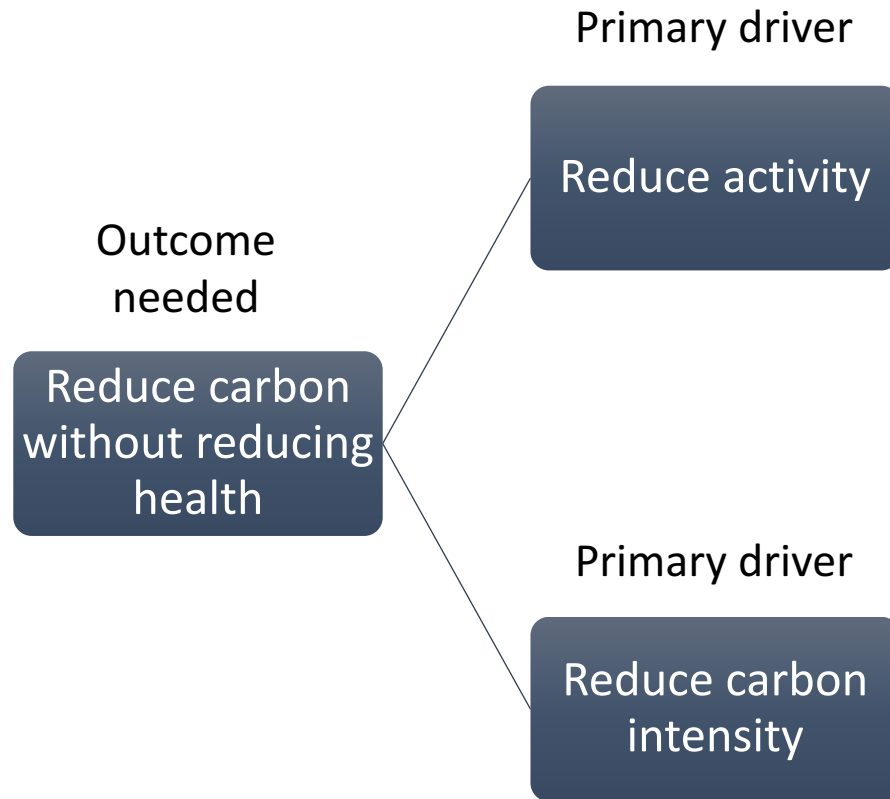 Primary driver
Reduce activity
Outcome
needed
Reduce carbon
without reducing
health
Primary driver
Reduce carbon
intensity